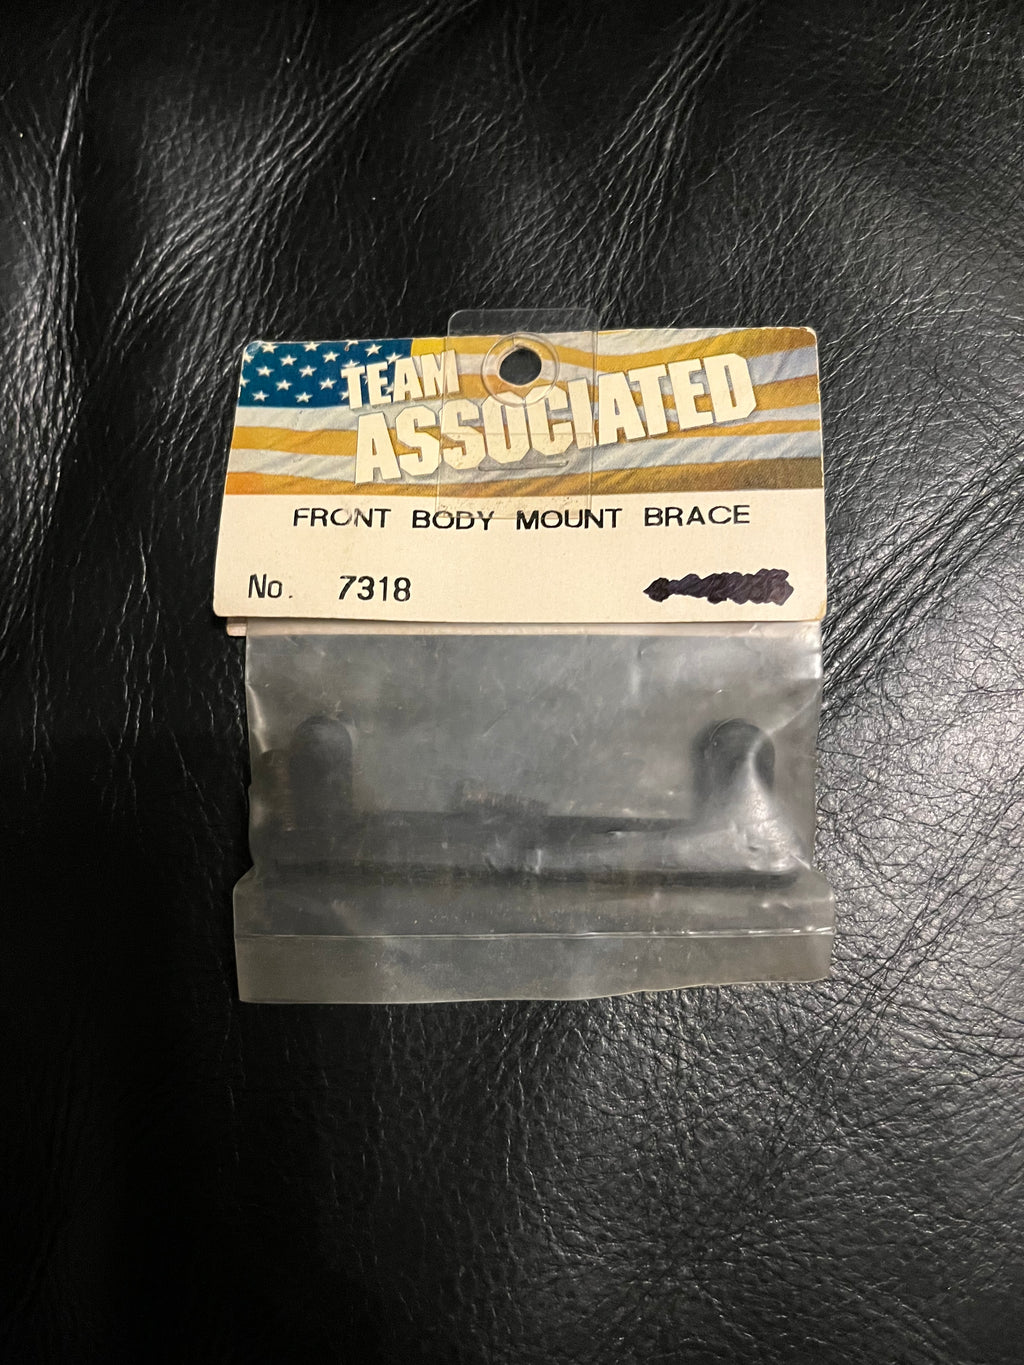 TEAM
ASSOCIATED
FRONT BODY MOUNT BRACE
No. 7318